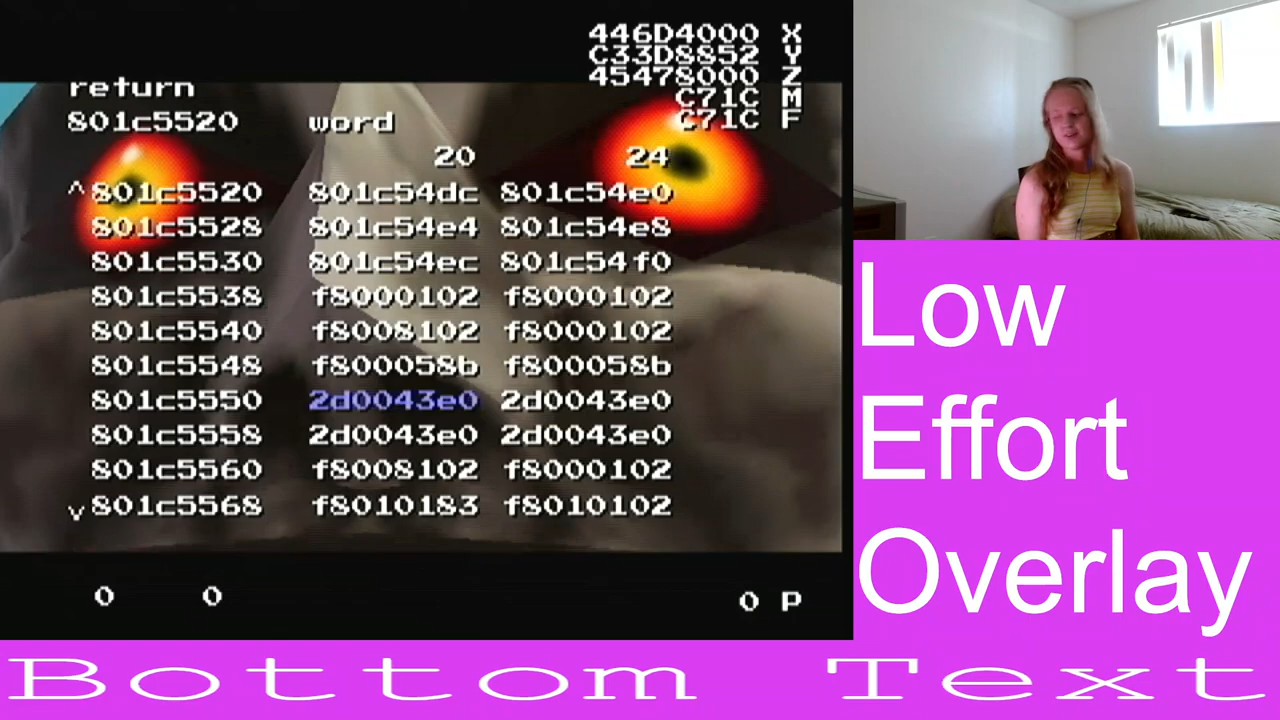 446D4000 X
C33D8852 Y
45478000 Z
C71C M
C71C F
return
801c5520 word
20 24
^801c5520 801c54dc 801c54e0
801c5528 801c54e4 801c54e8
801c5530 801c54ec 801c54f0
801c5538 f8000102 f8000102
801c5540 f8008102 f8000102
801c5548 f800058b f800058b
801c5550 2d0043e0 2d0043e0
801c5558 2d0043e0 2d0043e0
801c5560 f8008102 f8000102
v801c5568 f8010183 f8010102
0 0 0 P
Low
Effort
Overlay
Bottom Text